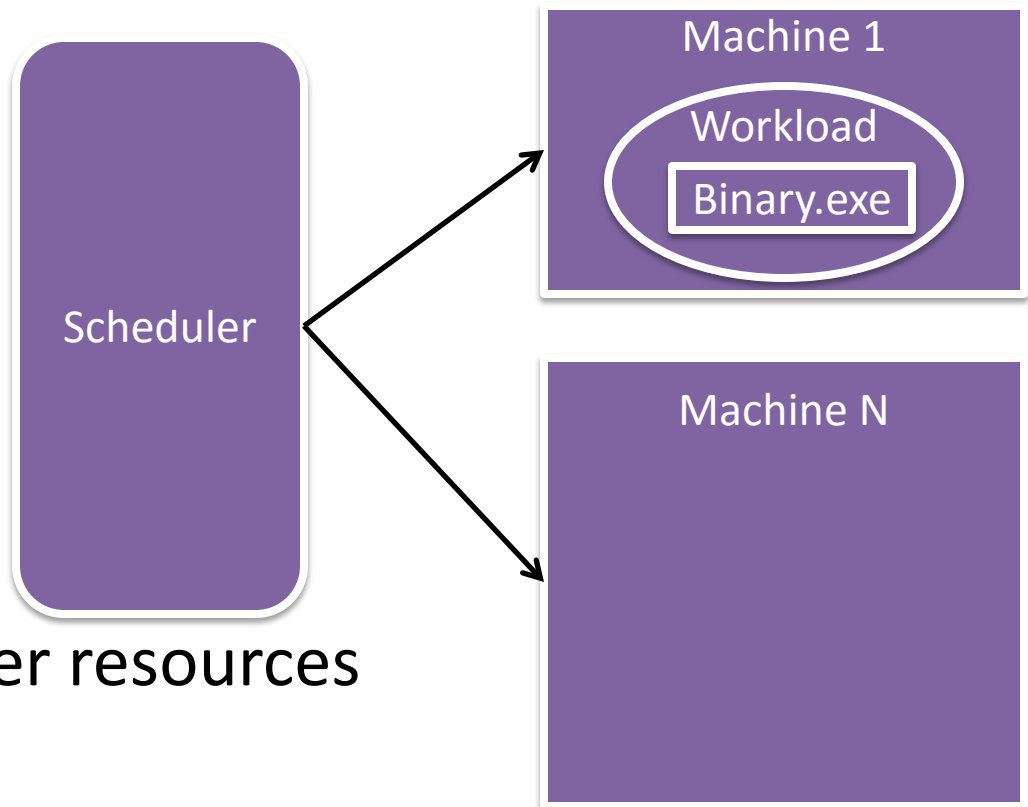 Scheduler
Machine 1
Workload
Binary.exe
Machine N
er resources